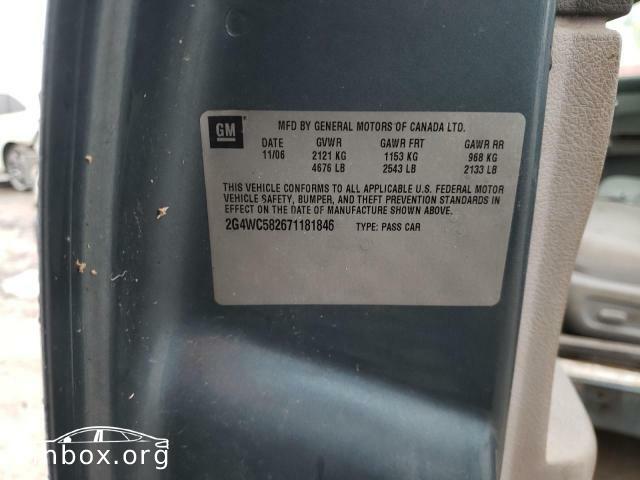 GM
MFD BY GENERAL MOTORS OF CANADA LTD.
DATE GVWR GAWR FRT GAWR RR
11/06 2121 KG 1153 KG 968 KG
4676 LB 2543 LB 2133 LB
THIS VEHICLE CONFORMS TO ALL APPLICABLE U.S. FEDERAL MOTOR
VEHICLE SAFETY, BUMPER, AND THEFT PREVENTION STANDARDS
IN EFFECT ON THE DATE OF MANUFACTURE SHOWN ABOVE.
2G4WC582671181846 TYPE: PASS CAR
inbox.org